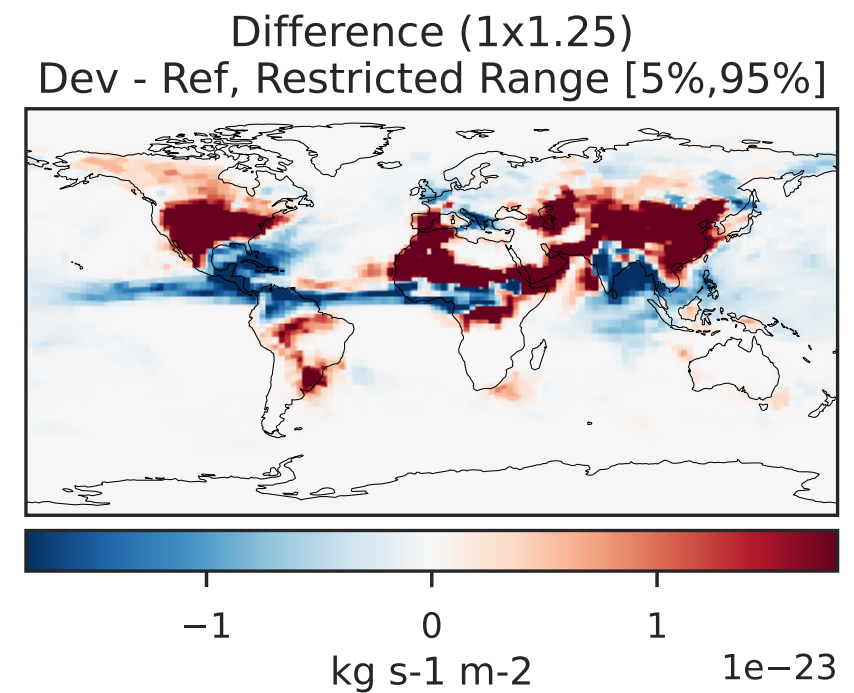 Difference (1x1.25)
Dev - Ref, Restricted Range [5%,95%]
−1 0 1
1e−23
kg s-1 m-2